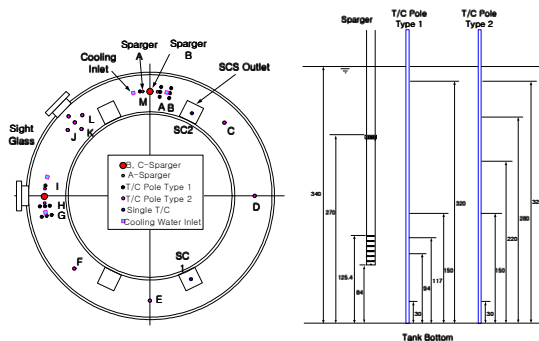 Sparger
A
Sparger
B
Cooling
Inlet
SCS Outlet
M
A
B
L
K
J
SC2
C
Sight
Glass
I
H
G
D
B, C-Sparger
A-Sparger
T/C Pole Type 1
T/C Pole Type 2
Single T/C
Cooling Water Inlet
F
SC
1
E
Sparger
T/C Pole
Type 1
T/C Pole
Type 2
340
270
125.4
64
30
94
117
150
320
30
150
220
280
Tank Bottom